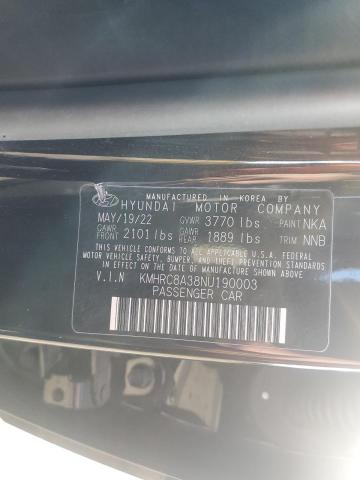 MANUFACTURED IN KOREA BY
HYUNDAI MOTOR COMPANY
MAY/19/22 GVWR 3770 lbs PAINT NKA
GAWR FRONT 2101 lbs GAWR REAR 1889 lbs TRIM NNB
THIS VEHICLE CONFORMS TO ALL APPLICABLE U.S.A. FEDERAL
MOTOR VEHICLE SAFETY, BUMPER, AND THEFT PREVENTION STANDARDS
IN EFFECT ON THE DATE OF MANUFACTURE SHOWN ABOVE.
V.I.N KMHRC8A38NU190003
PASSENGER CAR